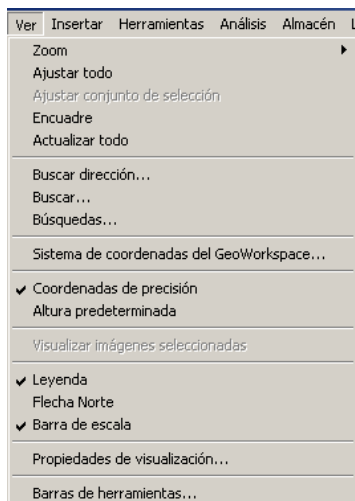 Ver Insertar Herramientas Análisis Almacén
Zoom
Ajustar todo
Ajustar conjunto de selección
Encuadre
Actualizar todo
Buscar dirección...
Buscar...
Búsquedas...
Sistema de coordenadas del GeoWorkspace...
Coordenadas de precisión
Altura predeterminada
Visualizar imágenes seleccionadas
Leyenda
Flecha Norte
Barra de escala
Propiedades de visualización...
Barras de herramientas...